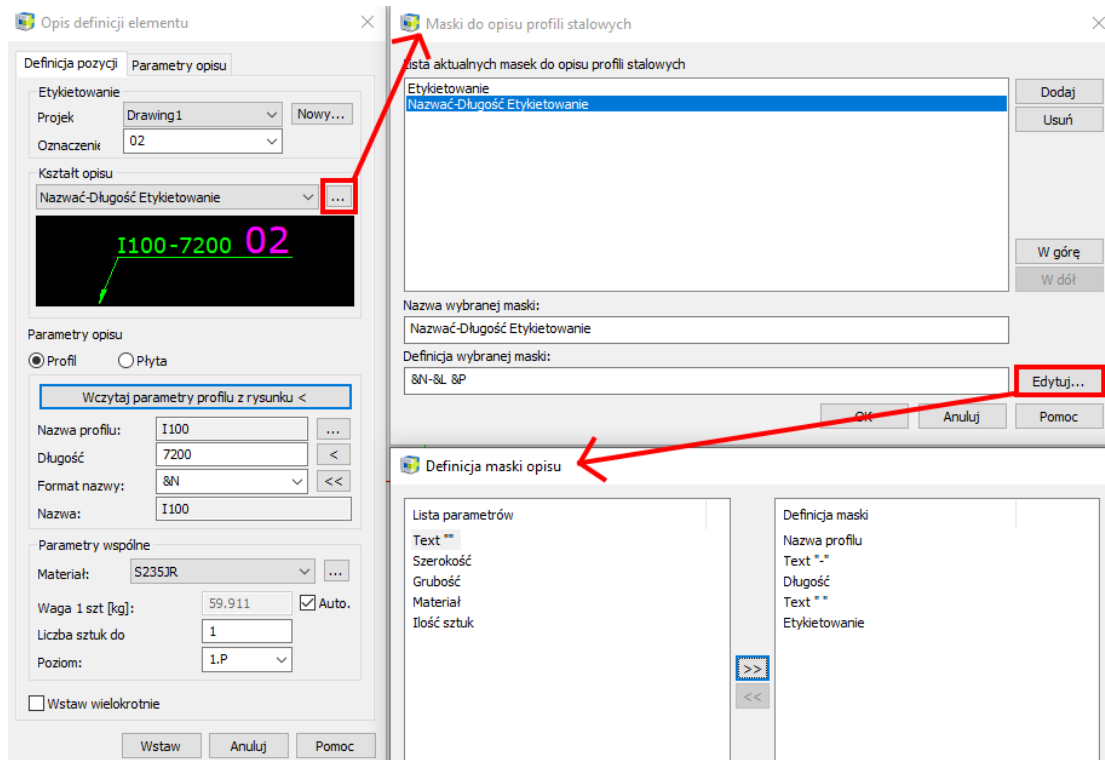 Opis definicji elementu
Definicja pozycji Parametry opisu
Etykietowanie
Projek Drawing1 Nowy...
Oznaczenie 02
Kształt opisu
Nazwać-Długość Etykietowanie ...
I100-7200 02
Parametry opisu
Profil Płyta
Wczytaj parametry profilu z rysunku <
Nazwa profilu: I100 ...
Długość 7200 <
Format nazwy: &N <<
Nazwa: I100
Parametry wspólne
Materiał: S235JR ...
Waga 1 szt [kg]: 59.911 Auto.
Liczba sztuk do 1
Poziom: 1.P
Wstaw wielokrotnie
Wstaw Anuluj Pomoc
Maski do opisu profili stalowych
Lista aktualnych masek do opisu profili stalowych
Etykietowanie
Nazwać-Długość Etykietowanie
Dodaj
Usuń
W górę
W dół
Nazwa wybranej maski:
Nazwać-Długość Etykietowanie
Definicja wybranej maski:
&N-&L &P Edytuj...
OK Anuluj Pomoc
Definicja maski opisu
Lista parametrów
Text ""
Szerokość
Grubość
Materiał
Ilość sztuk
>>
<<
Definicja maski
Nazwa profilu
Text "-"
Długość
Text " "
Etykietowanie